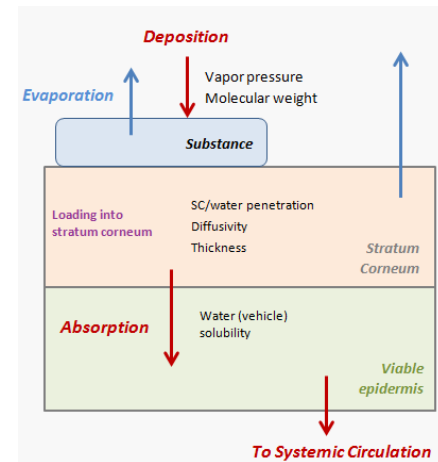 Deposition
Evaporation
Vapor pressure
Molecular weight
Substance
Loading into
stratum corneum
SC/water penetration
Diffusivity
Thickness
Stratum
Corneum
Absorption
Water (vehicle)
solubility
Viable
epidermis
To Systemic Circulation